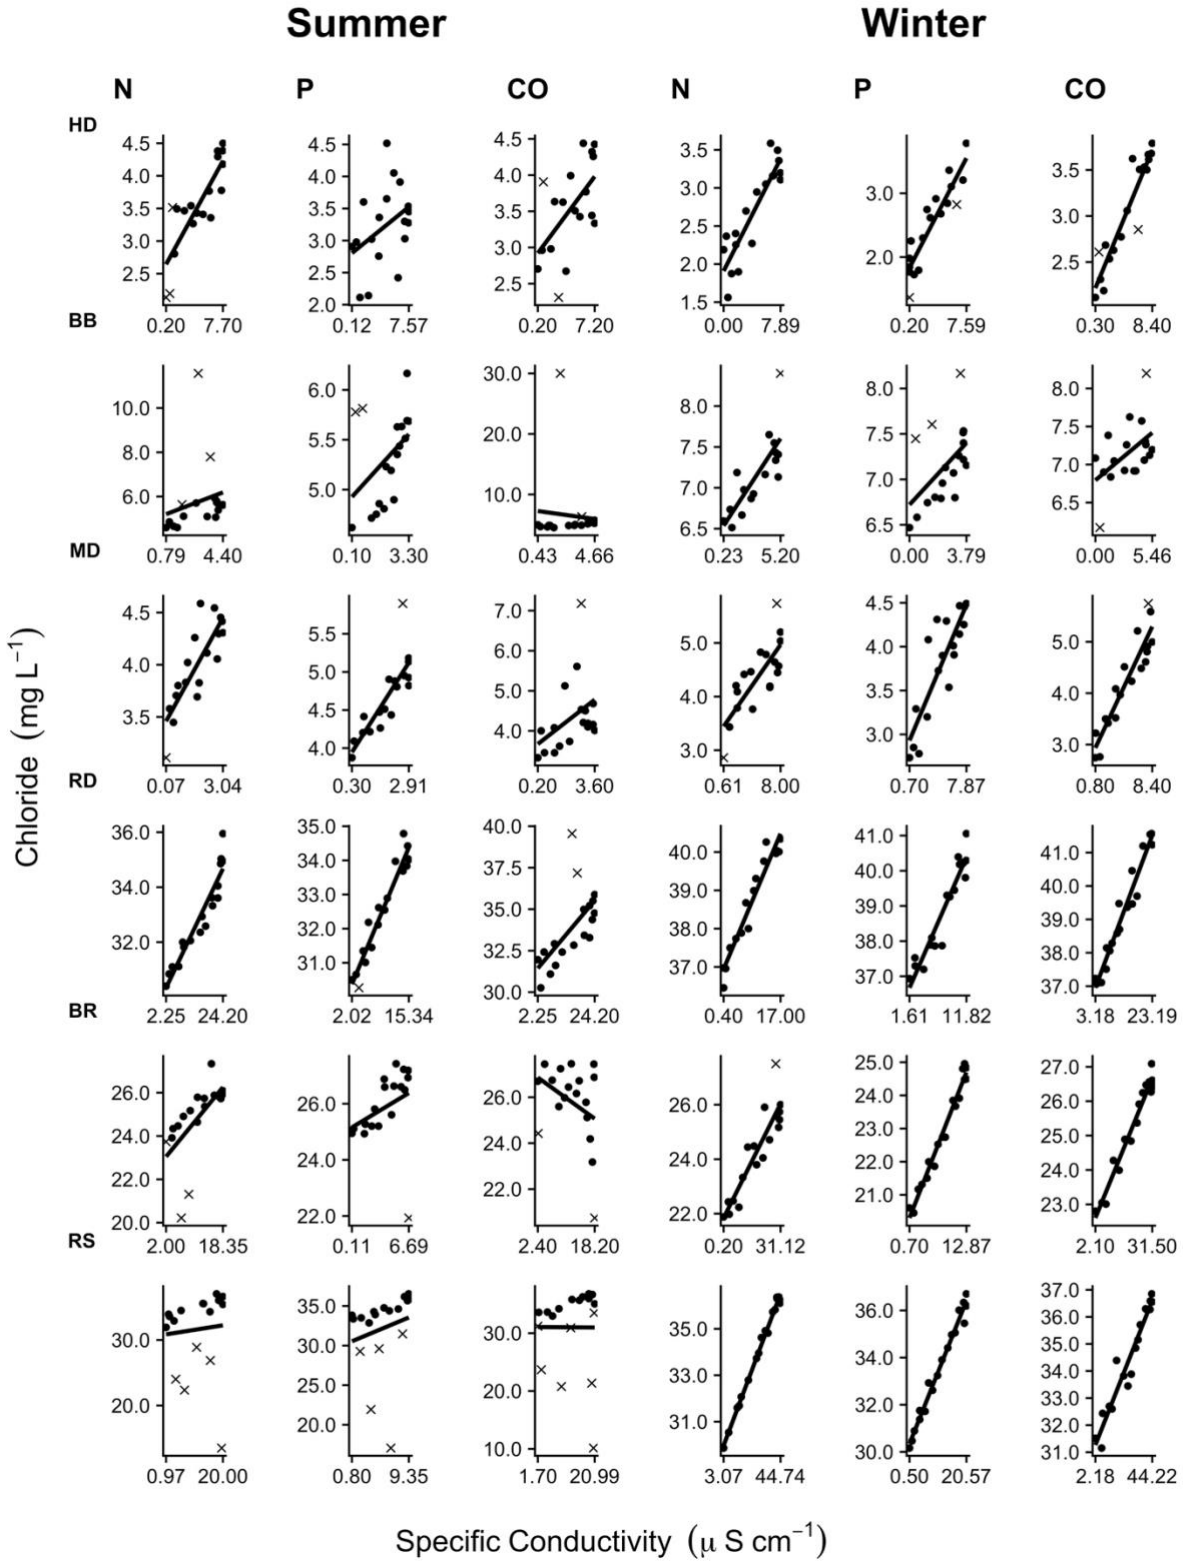 Summer Winter
N P CO N P CO
HD
4.5 4.5 4.5 3.5
4.0 4.0 4.0 3.0 3.0 3.5
3.5 3.5 3.5 2.5 3.0
3.0 3.0 3.0 2.0 2.0 2.5
2.5 2.5 2.5 1.5
2.0
0.20 7.70 0.12 7.57 0.20 7.20 0.00 7.89 0.20 7.59 0.30 8.40
BB
10.0 6.0 30.0 8.0 8.0 8.0
8.0 5.5 20.0 7.5 7.5 7.5
6.0 5.0 10.0 7.0 7.0 7.0
6.5 6.5 6.5
0.79 4.40 0.10 3.30 0.43 4.66 0.23 5.20 0.00 3.79 0.00 5.46
MD
4.5 5.5 7.0 5.0 4.5 5.0
4.0 5.0 6.0 4.0 4.0 4.0
3.5 4.5 5.0 3.0 3.5 3.0
4.0 4.0 3.0
0.07 3.04 0.30 2.91 0.20 3.60 0.61 8.00 0.70 7.87 0.80 8.40
RD
36.0 35.0 40.0 40.0 41.0 41.0
34.0 34.0 37.5 39.0 40.0 40.0
32.0 33.0 35.0 38.0 39.0 39.0
32.0 32.5 37.0 38.0 38.0
31.0 30.0 37.0 37.0
2.25 24.20 2.02 15.34 2.25 24.20 0.40 17.00 1.61 11.82 3.18 23.19
BR
26.0 26.0 26.0 26.0 25.0 27.0
24.0 24.0 24.0 24.0 24.0 26.0
22.0 22.0 22.0 22.0 23.0 25.0
20.0 22.0 24.0
21.0 23.0
2.00 18.35 0.11 6.69 2.40 18.20 0.20 31.12 0.70 12.87 2.10 31.50
RS
30.0 35.0 30.0 35.0 36.0 37.0
20.0 30.0 20.0 33.0 34.0 36.0
25.0 10.0 31.0 32.0 35.0
20.0 30.0 34.0
33.0
32.0
31.0
0.97 20.00 0.80 9.35 1.70 20.99 3.07 44.74 0.50 20.57 2.18 44.22
Chloride (mg L−1)
Specific Conductivity (μ S cm−1)